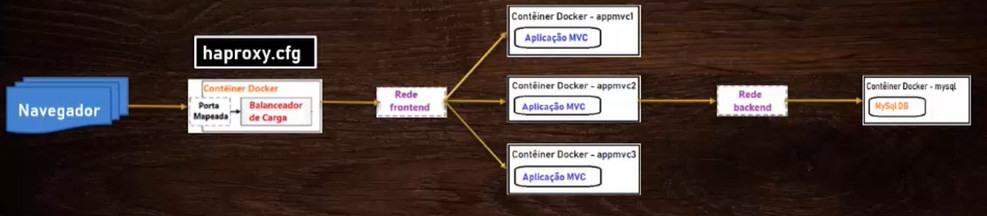 haproxy.cfg
Navegador
Contêiner Docker
Porta
Mapeada
Balanceador
de Carga
Rede
frontend
Contêiner Docker - appmvc1
Aplicação MVC
Contêiner Docker - appmvc2
Aplicação MVC
Contêiner Docker - appmvc3
Aplicação MVC
Rede
backend
Contêiner Docker - mysql
MySql DB